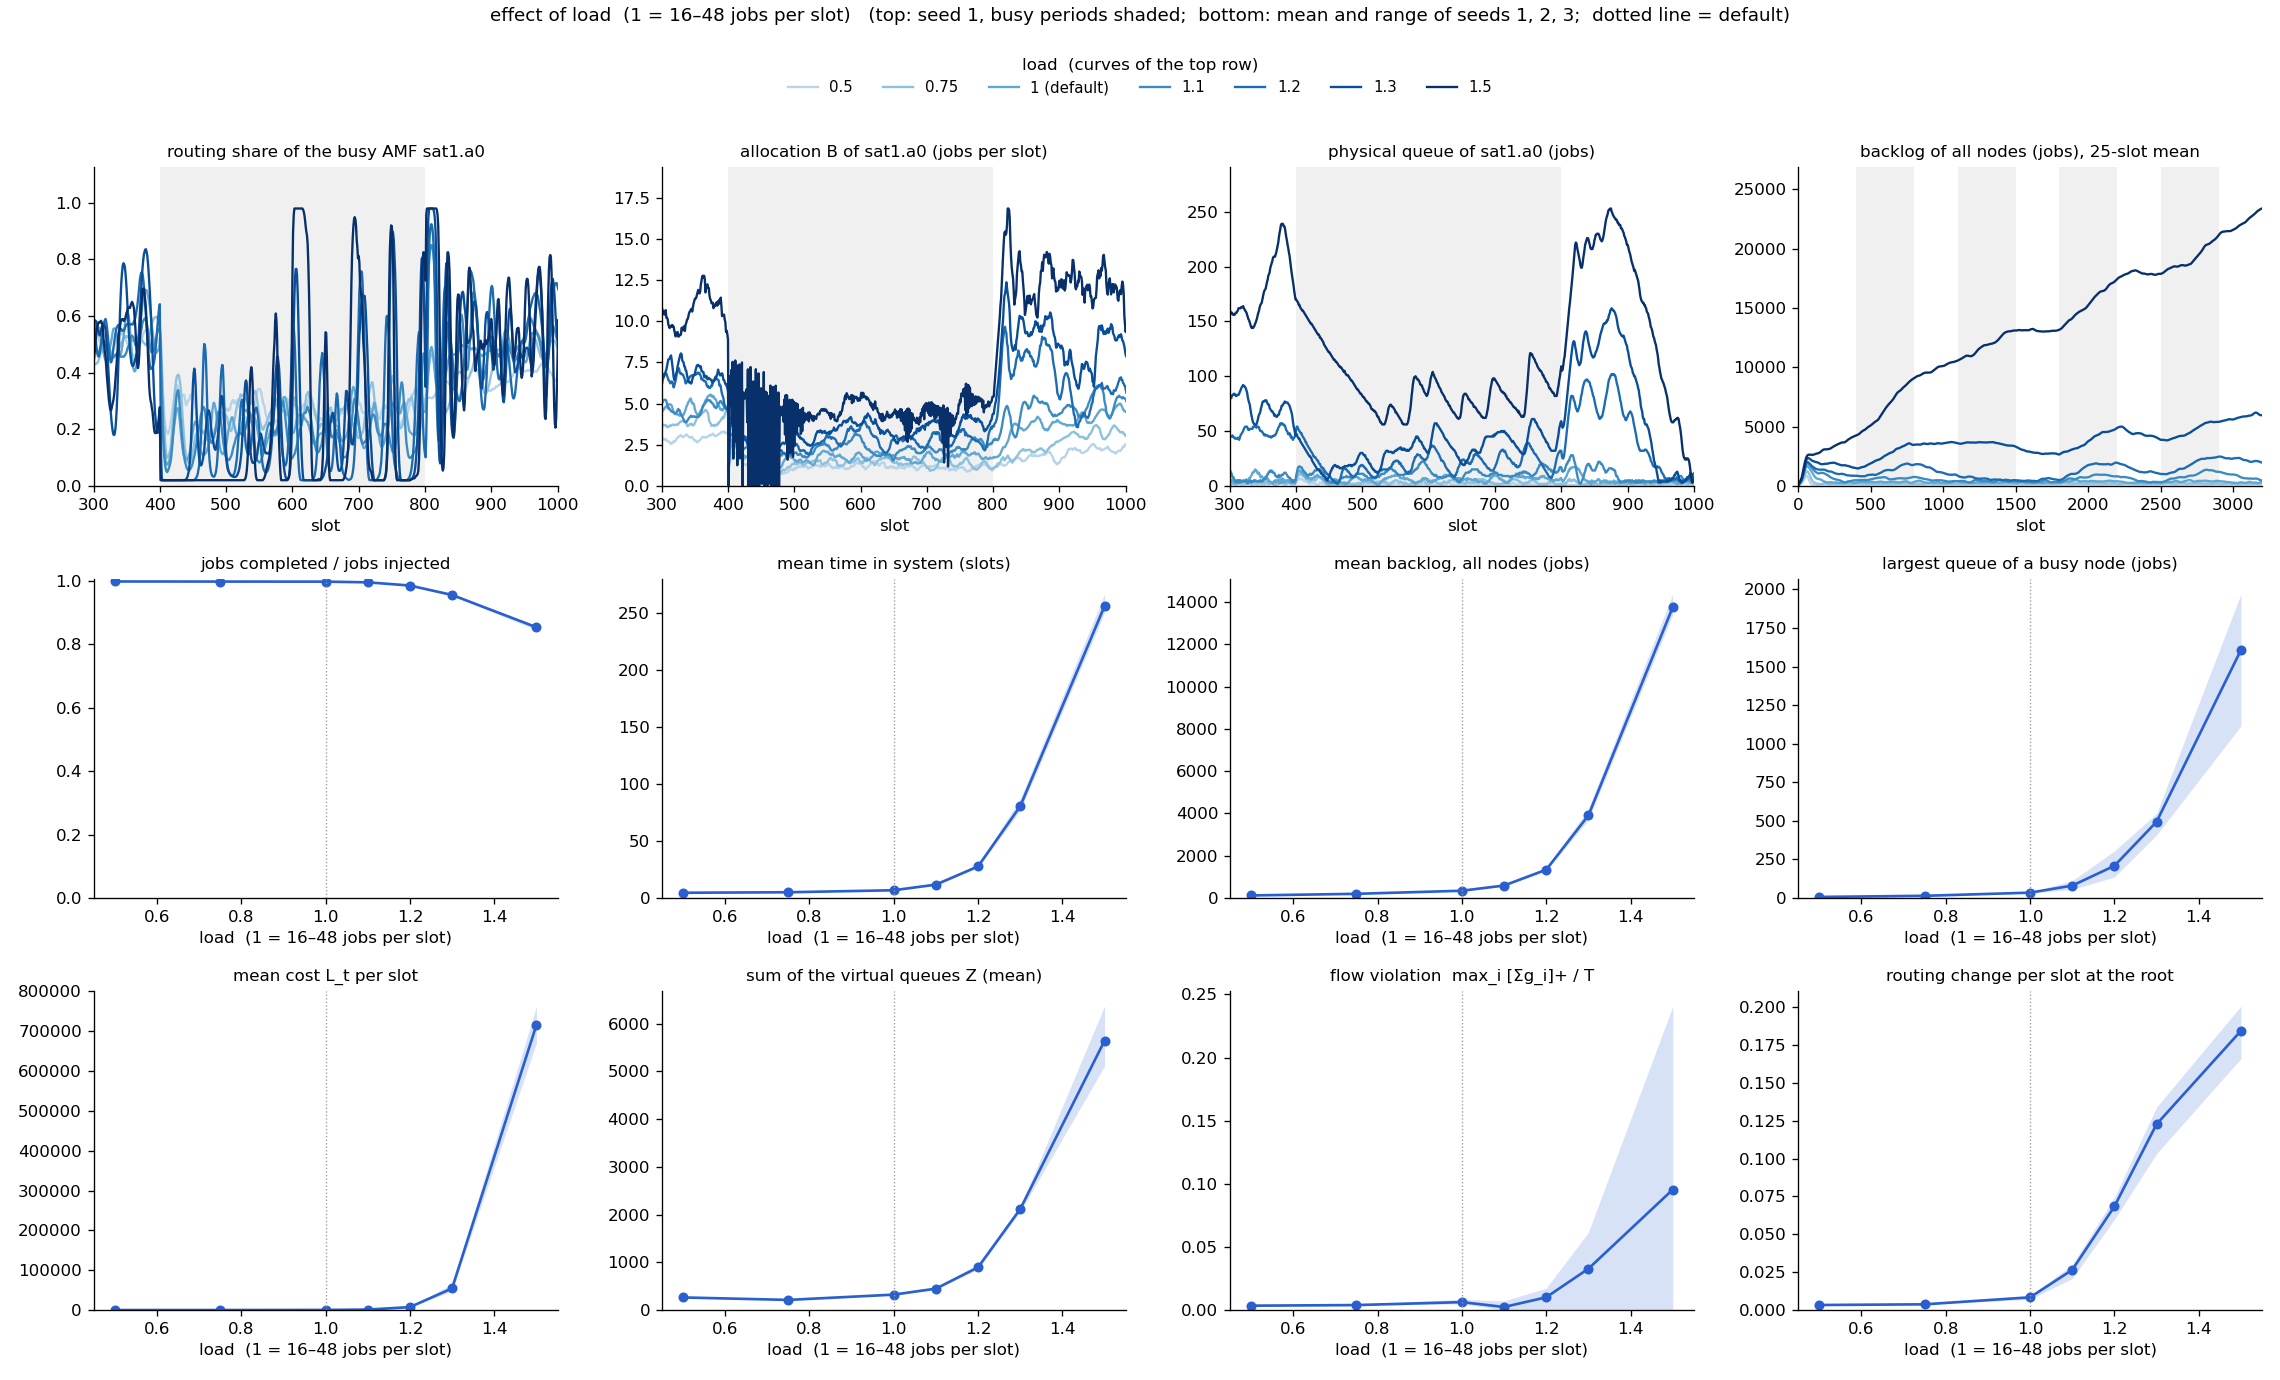 effect of load  (1 = 16–48 jobs per slot)   (top: seed 1, busy periods shaded;  bottom: mean and range of seeds 1, 2, 3;  dotted line = default)
load  (curves of the top row)
0.5 0.75 1 (default) 1.1 1.2 1.3 1.5
routing share of the busy AMF sat1.a0
1.0
0.8
0.6
0.4
0.2
0.0
300 400 500 600 700 800 900 1000
slot
allocation B of sat1.a0 (jobs per slot)
17.5
15.0
12.5
10.0
7.5
5.0
2.5
0.0
300 400 500 600 700 800 900 1000
slot
physical queue of sat1.a0 (jobs)
250
200
150
100
50
0
300 400 500 600 700 800 900 1000
slot
backlog of all nodes (jobs), 25-slot mean
25000
20000
15000
10000
5000
0
0 500 1000 1500 2000 2500 3000
slot
jobs completed / jobs injected
1.0
0.8
0.6
0.4
0.2
0.0
0.6 0.8 1.0 1.2 1.4
load  (1 = 16–48 jobs per slot)
mean time in system (slots)
250
200
150
100
50
0
0.6 0.8 1.0 1.2 1.4
load  (1 = 16–48 jobs per slot)
mean backlog, all nodes (jobs)
14000
12000
10000
8000
6000
4000
2000
0
0.6 0.8 1.0 1.2 1.4
load  (1 = 16–48 jobs per slot)
largest queue of a busy node (jobs)
2000
1750
1500
1250
1000
750
500
250
0
0.6 0.8 1.0 1.2 1.4
load  (1 = 16–48 jobs per slot)
mean cost L_t per slot
800000
700000
600000
500000
400000
300000
200000
100000
0
0.6 0.8 1.0 1.2 1.4
load  (1 = 16–48 jobs per slot)
sum of the virtual queues Z (mean)
6000
5000
4000
3000
2000
1000
0
0.6 0.8 1.0 1.2 1.4
load  (1 = 16–48 jobs per slot)
flow violation  max_i [Σg_i]+ / T
0.25
0.20
0.15
0.10
0.05
0.00
0.6 0.8 1.0 1.2 1.4
load  (1 = 16–48 jobs per slot)
routing change per slot at the root
0.200
0.175
0.150
0.125
0.100
0.075
0.050
0.025
0.000
0.6 0.8 1.0 1.2 1.4
load  (1 = 16–48 jobs per slot)